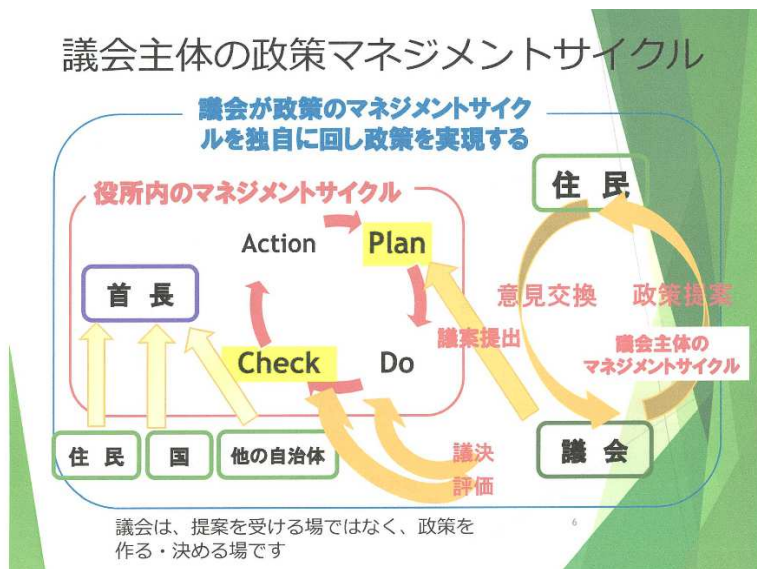 議会主体の政策マネジメントサイクル
議会が政策のマネジメントサイク
ルを独自に回し政策を実現する
役所内のマネジメントサイクル
住 民
Action
Plan
首 長
意見交換
政策提案
議案提出
議会主体の
マネジメントサイクル
Check
Do
住 民
国
他の自治体
議決
評価
議 会
議会は、提案を受ける場ではなく、政策を
作る・決める場です
6